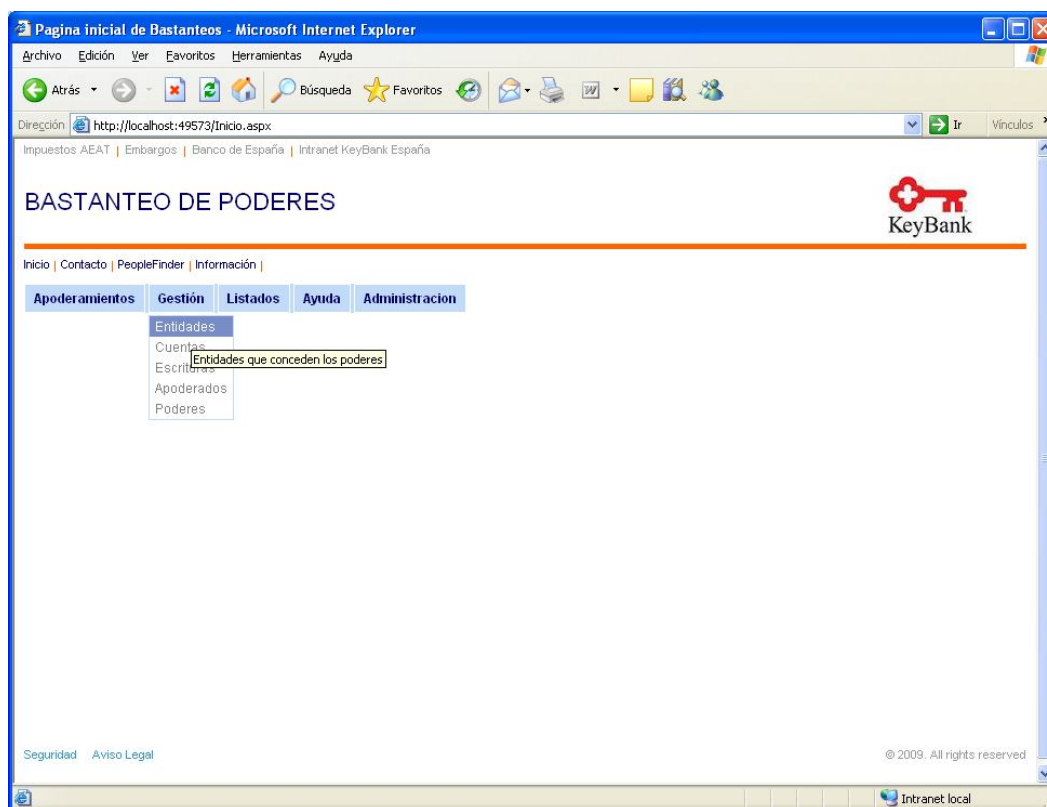 Pagina inicial de Bastanteos - Microsoft Internet Explorer
Archivo Edición Ver Favoritos Herramientas Ayuda
Atrás Búsqueda Favoritos
Dirección http://localhost:49573/Inicio.aspx Ir Vínculos
Impuestos AEAT | Embargos | Banco de España | Intranet KeyBank España
BASTANTEO DE PODERES
KeyBank
Inicio | Contacto | PeopleFinder | Información |
Apoderamientos Gestión Listados Ayuda Administracion
Entidades
Cuentas
Entidades que conceden los poderes
Escrituras
Apoderados
Poderes
Seguridad Aviso Legal © 2009. All rights reserved
Intranet local